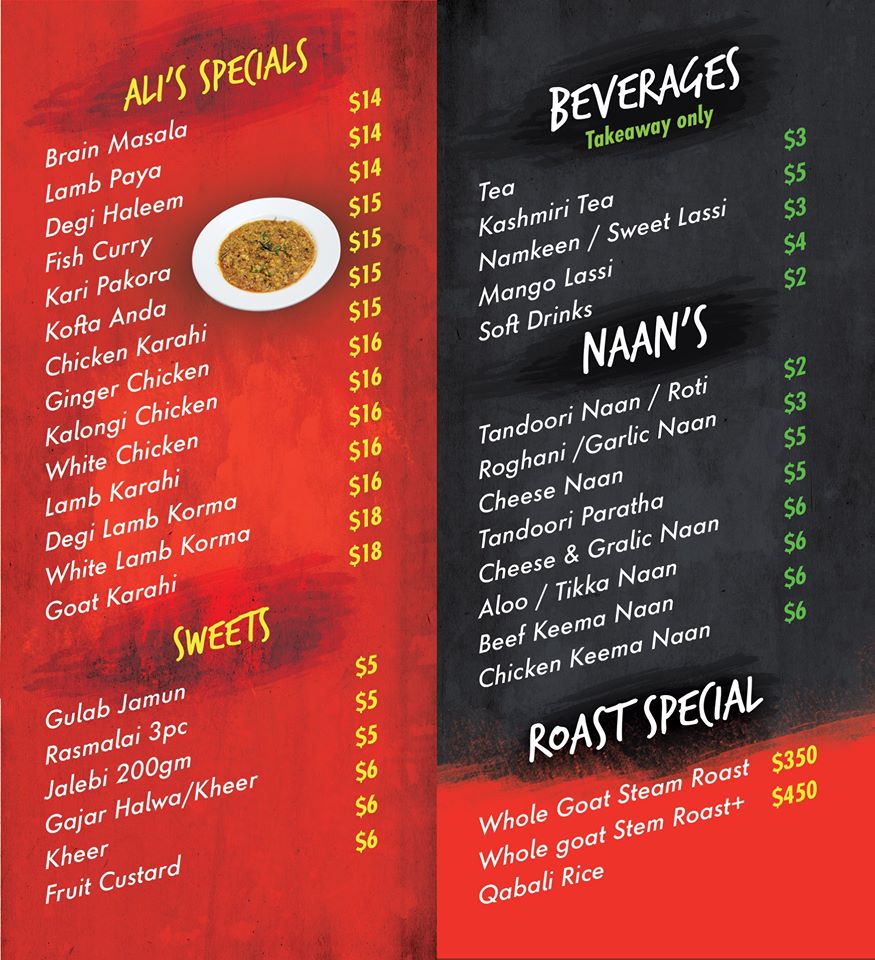 ALI'S SPECIALS
Brain Masala $14
Lamb Paya $14
Degi Haleem $14
Fish Curry $15
Kari Pakora $15
Kofta Anda $15
Chicken Karahi $15
Ginger Chicken $16
Kalongi Chicken $16
White Chicken $16
Lamb Karahi $16
Degi Lamb Korma $16
White Lamb Korma $18
Goat Karahi $18
SWEETS
Gulab Jamun $5
Rasmalai 3pc $5
Jalebi 200gm $5
Gajar Halwa/Kheer $6
Kheer $6
Fruit Custard $6
BEVERAGES
Takeaway only
Tea $3
Kashmiri Tea $5
Namkeen / Sweet Lassi $3
Mango Lassi $4
Soft Drinks $2
NAAN'S
Tandoori Naan / Roti $2
Roghani /Garlic Naan $3
Cheese Naan $5
Tandoori Paratha $5
Cheese & Gralic Naan $6
Aloo / Tikka Naan $6
Beef Keema Naan $6
Chicken Keema Naan $6
ROAST SPECIAL
Whole Goat Steam Roast $350
Whole goat Stem Roast+ $450
Qabali Rice